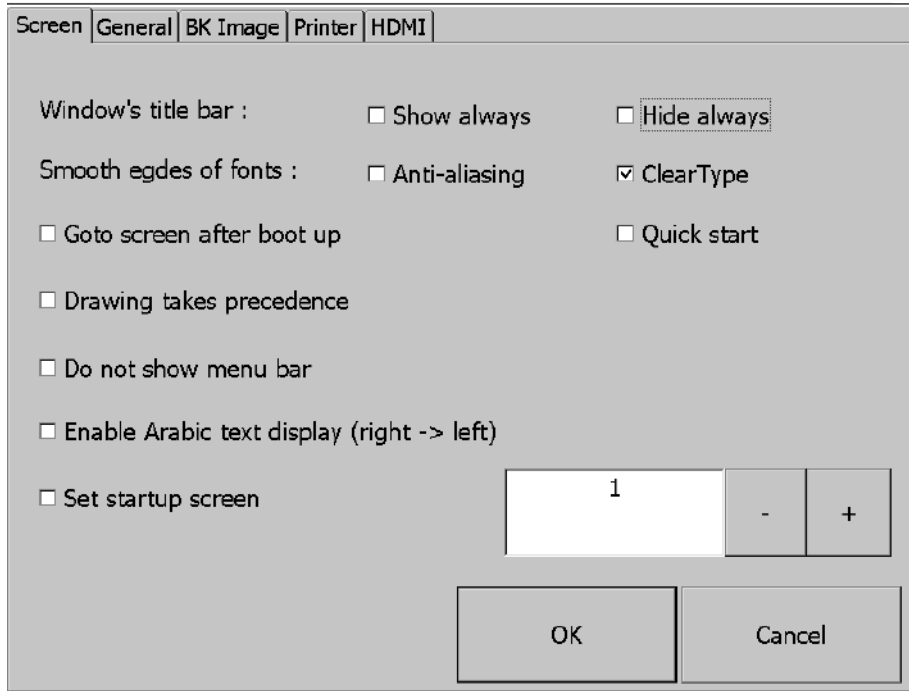 Screen General BK Image Printer HDMI
Window's title bar : Show always Hide always
Smooth egdes of fonts : Anti-aliasing ClearType
Goto screen after boot up Quick start
Drawing takes precedence
Do not show menu bar
Enable Arabic text display (right -> left)
Set startup screen 1 - +
OK Cancel